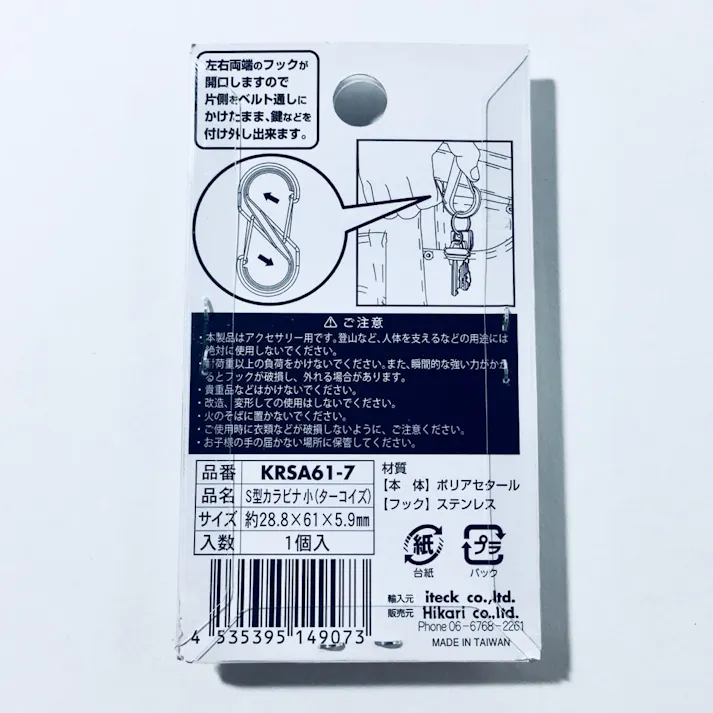 左右両端のフックが
開口しますので
片側をベルト通しに
かけたまま、鍵などを
付け外し出来ます。
⚠ ご注意
・本製品はアクセサリー用です。登山など、人体を支えるなどの用途には
絶対に使用しないでください。
・耐荷重以上の負荷をかけないでください。また、瞬間的な強い力がかか
るとフックが破損し、外れる場合があります。
・貴重品などはかけないでください。
・改造、変形しての使用はしないでください。
・火のそばに置かないでください。
・ご使用時に衣類などが破損しないように、ご注意ください。
・お子様の手の届かない場所に保管してください。
品番 KRSA61-7
品名 S型カラビナ小(ターコイズ)
サイズ 約28.8×61×5.9mm
入数 1個入
材質
【本 体】ポリアセタール
【フック】ステンレス
紙 プラ
台紙 パック
輸入元 iteck co.,ltd.
販売元 Hikari co.,ltd.
Phone 06-6768-2261
MADE IN TAIWAN
4 535395 149073